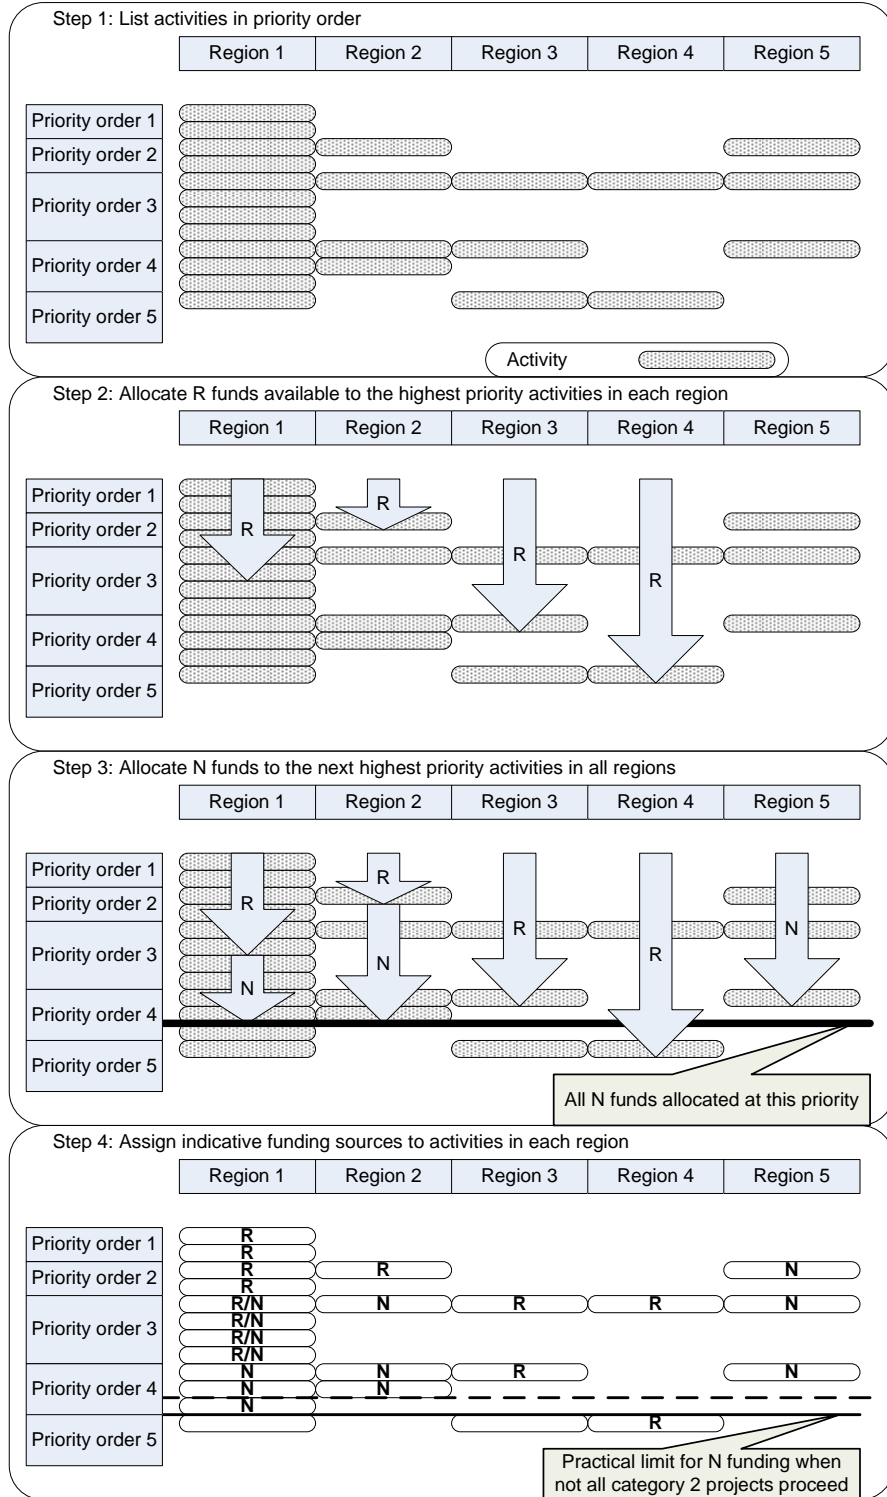 Step 1: List activities in priority order
Region 1 Region 2 Region 3 Region 4 Region 5
Priority order 1
Priority order 2
Priority order 3
Priority order 4
Priority order 5
Activity
Step 2: Allocate R funds available to the highest priority activities in each region
Region 1 Region 2 Region 3 Region 4 Region 5
Priority order 1
R
R
Priority order 2
Priority order 3
R
R
Priority order 4
Priority order 5
Step 3: Allocate N funds to the next highest priority activities in all regions
Region 1 Region 2 Region 3 Region 4 Region 5
Priority order 1
R
Priority order 2
R
R
N
Priority order 3
R
N
N
Priority order 4
Priority order 5
All N funds allocated at this priority
Step 4: Assign indicative funding sources to activities in each region
Region 1 Region 2 Region 3 Region 4 Region 5
Priority order 1
R
R
Priority order 2
R R N
R
Priority order 3
R/N N R R N
R/N
R/N
R/N
Priority order 4
N N R N
N N
N
Priority order 5
R
Practical limit for N funding when
not all category 2 projects proceed